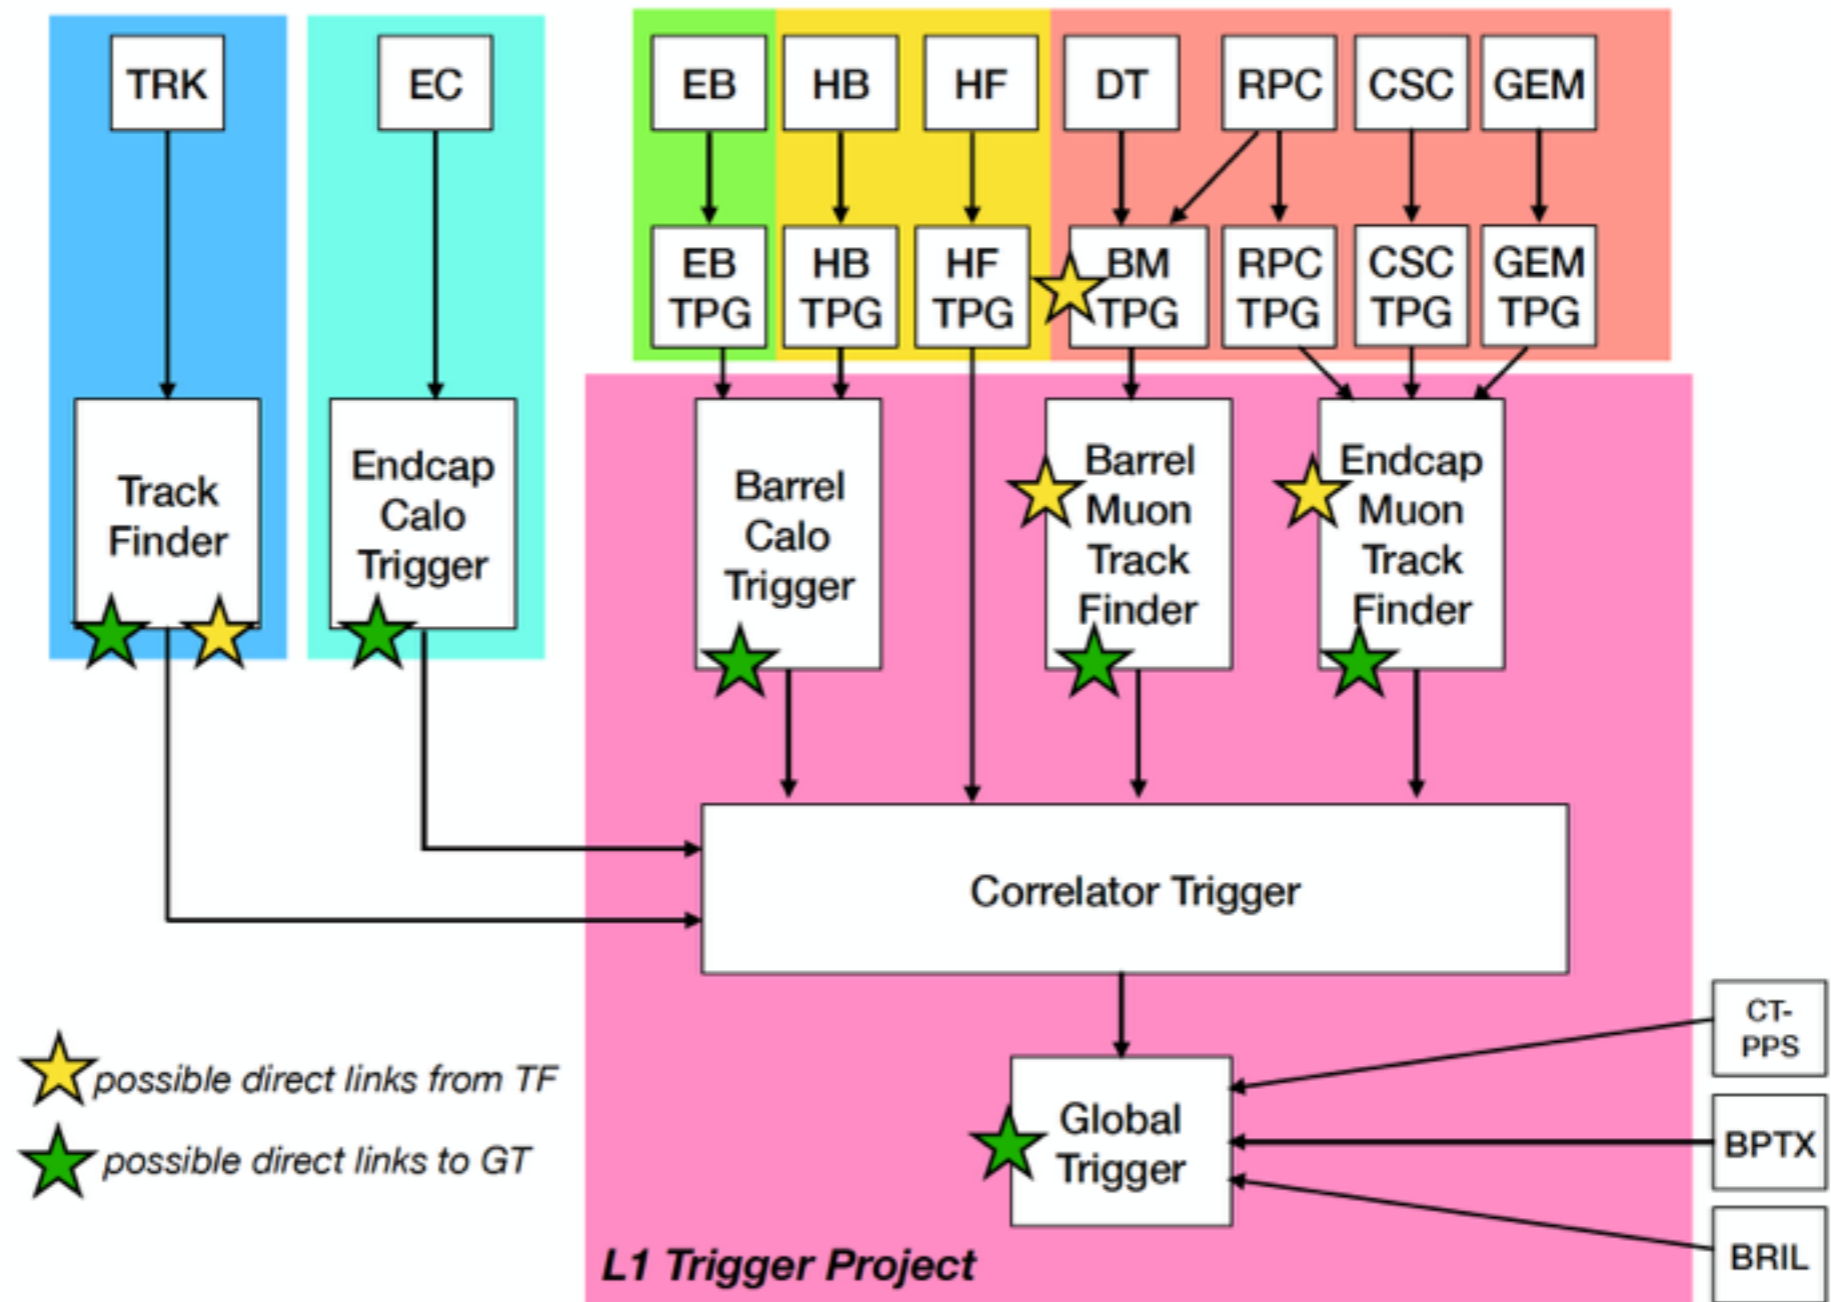 TRK
EC
EB
HB
HF
DT
RPC
CSC
GEM
EB
TPG
HB
TPG
HF
TPG
BM
TPG
RPC
TPG
CSC
TPG
GEM
TPG
Track
Finder
Endcap
Calo
Trigger
Barrel
Calo
Trigger
Barrel
Muon
Track
Finder
Endcap
Muon
Track
Finder
Correlator Trigger
CT-
PPS
possible direct links from TF
Global
Trigger
BPTX
possible direct links to GT
BRIL
L1 Trigger Project